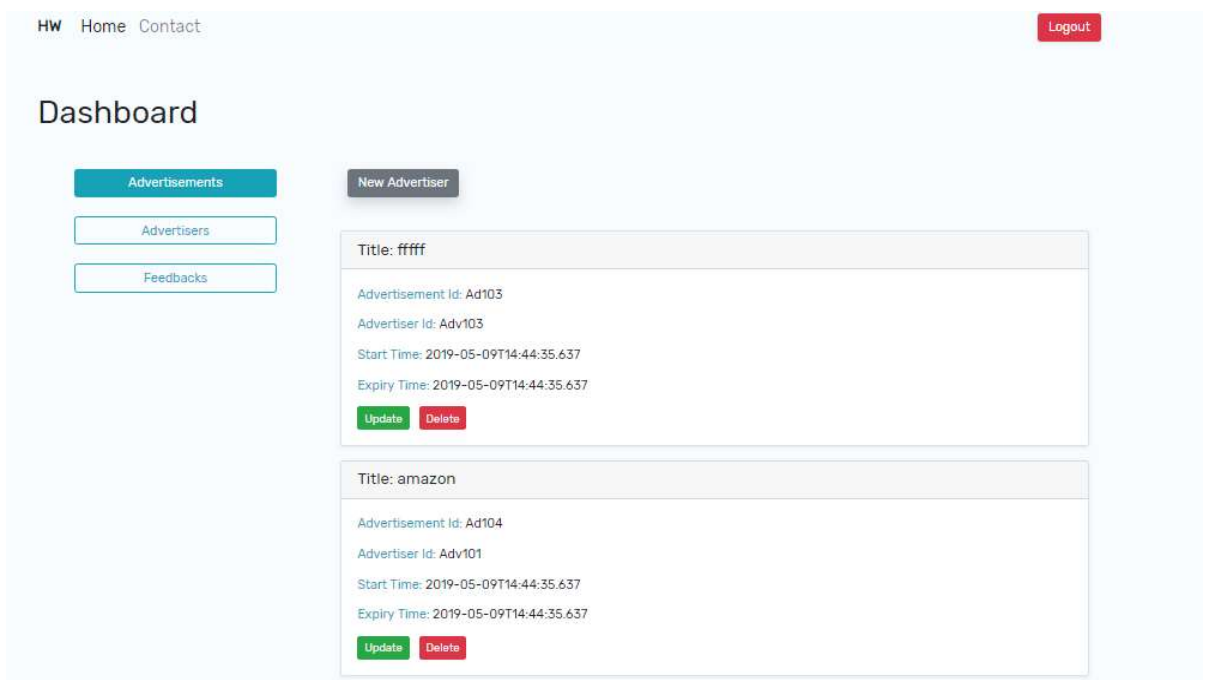 HW Home Contact Logout
Dashboard
Advertisements
Advertisers
Feedbacks
New Advertiser
Title: fffff
Advertisement Id: Ad103
Advertiser Id: Adv103
Start Time: 2019-05-09T14:44:35.637
Expiry Time: 2019-05-09T14:44:35.637
Update Delete
Title: amazon
Advertisement Id: Ad104
Advertiser Id: Adv101
Start Time: 2019-05-09T14:44:35.637
Expiry Time: 2019-05-09T14:44:35.637
Update Delete